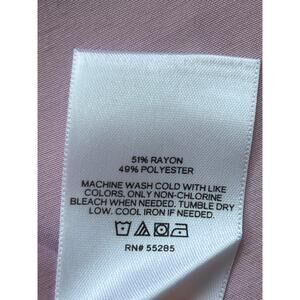 51% RAYON
49% POLYESTER
MACHINE WASH COLD WITH LIKE
COLORS. ONLY NON-CHLORINE
BLEACH WHEN NEEDED. TUMBLE DRY
LOW. COOL IRON IF NEEDED.
RN# 55285